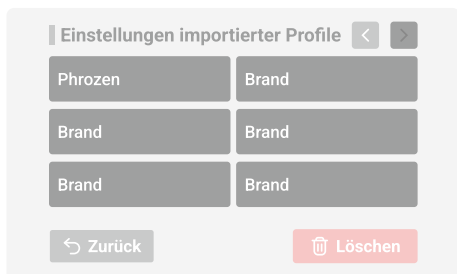 Einstellungen importierter Profile
Phrozen Brand
Brand Brand
Brand Brand
Zurück Löschen